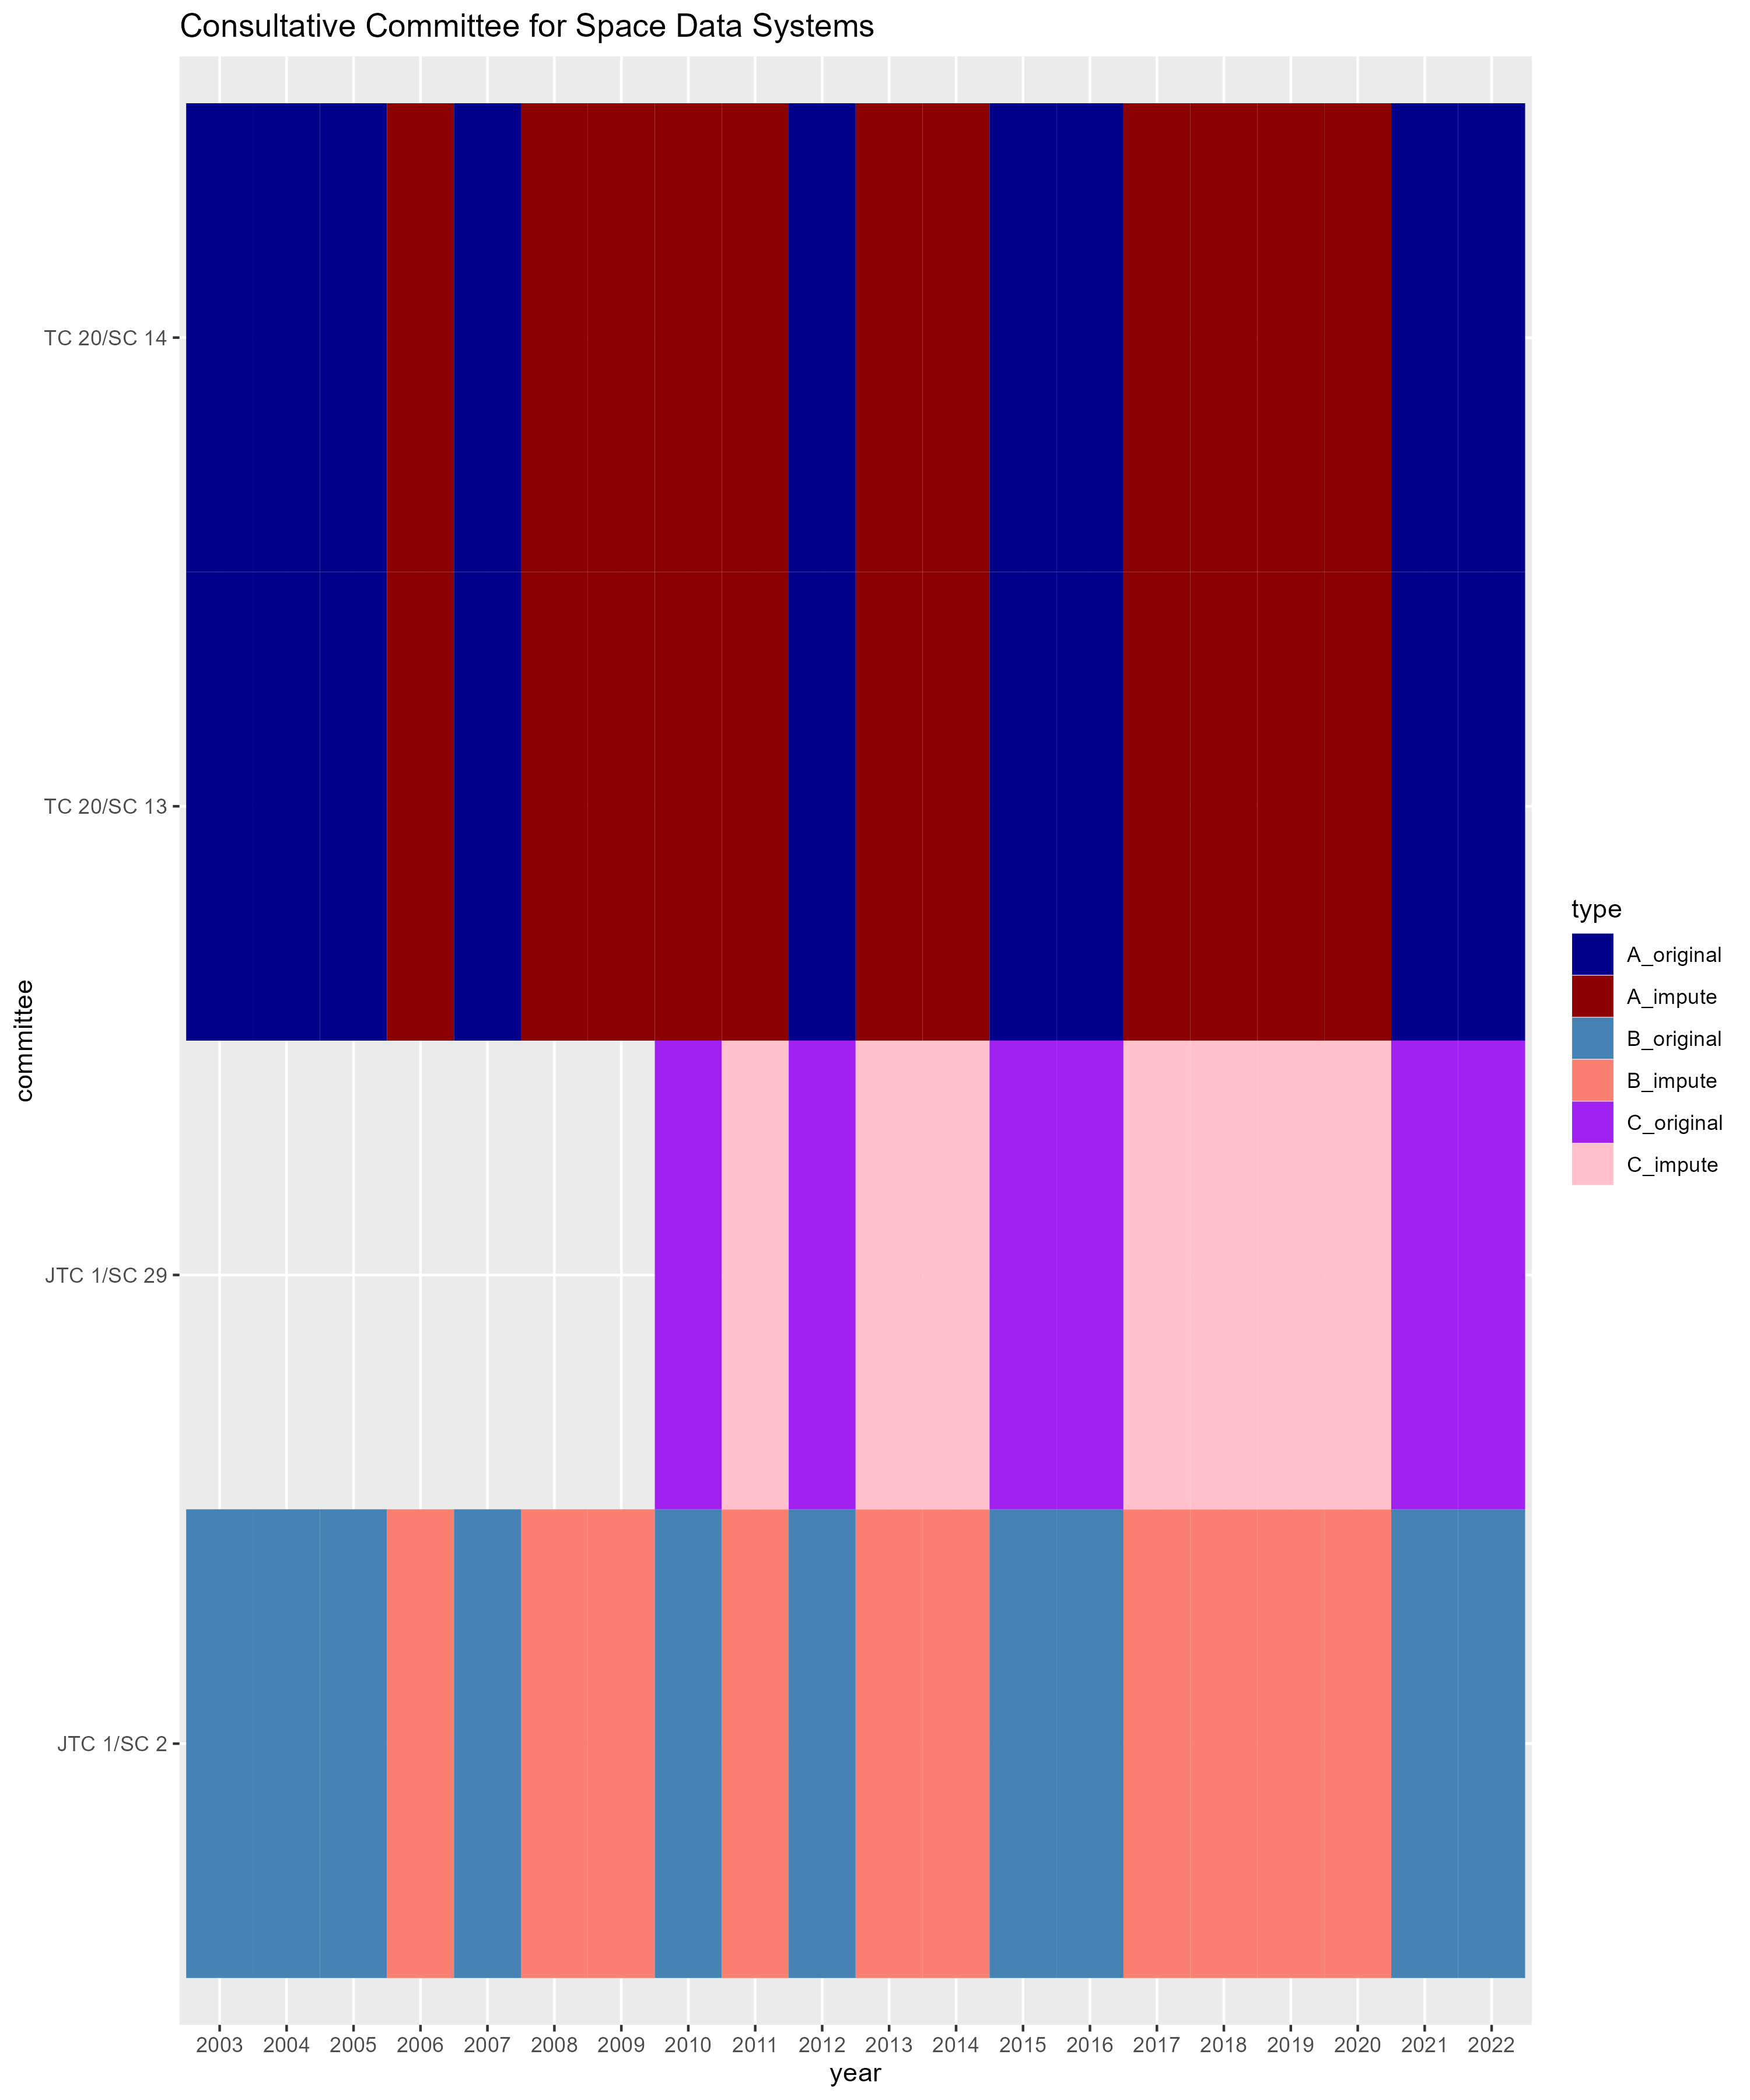 Consultative Committee for Space Data Systems
committee
TC 20/SC 14
TC 20/SC 13
JTC 1/SC 29
JTC 1/SC 2
2003 2004 2005 2006 2007 2008 2009 2010 2011 2012 2013 2014 2015 2016 2017 2018 2019 2020 2021 2022
year
type
A_original
A_impute
B_original
B_impute
C_original
C_impute